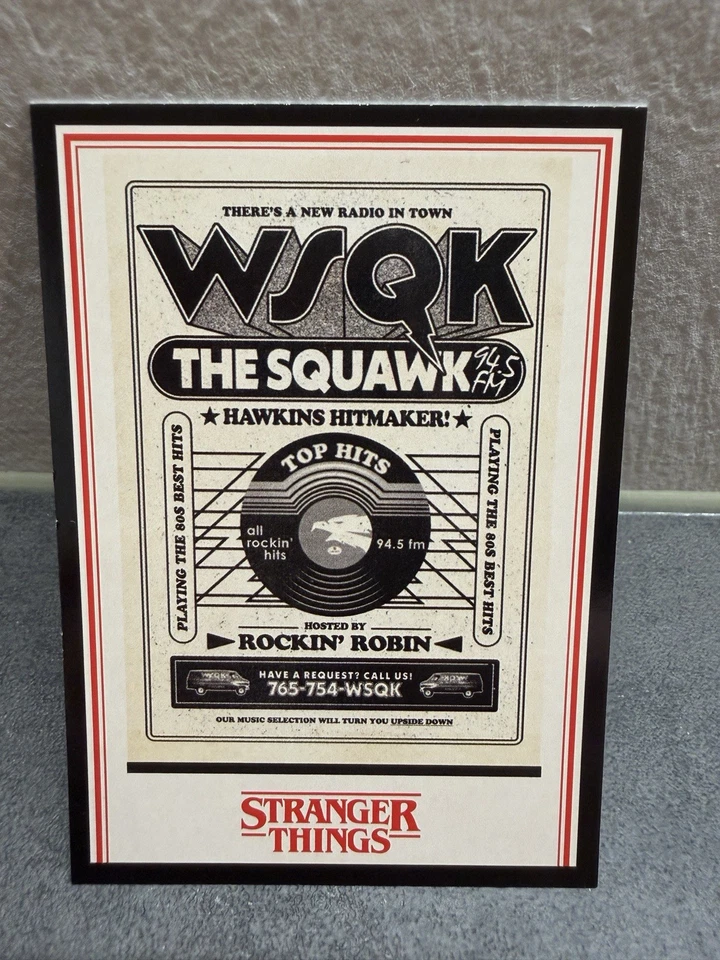 THERE'S A NEW RADIO IN TOWN
WSQK
THE SQUAWK
94.5
FM
★ HAWKINS HITMAKER! ★
PLAYING THE 80S BEST HITS
TOP HITS
all
rockin'
hits
94.5 fm
PLAYING THE 80S BEST HITS
HOSTED BY
ROCKIN' ROBIN
WSQK
HAVE A REQUEST? CALL US!
765-754-WSQK
WSQK
OUR MUSIC SELECTION WILL TURN YOU UPSIDE DOWN
STRANGER
THINGS